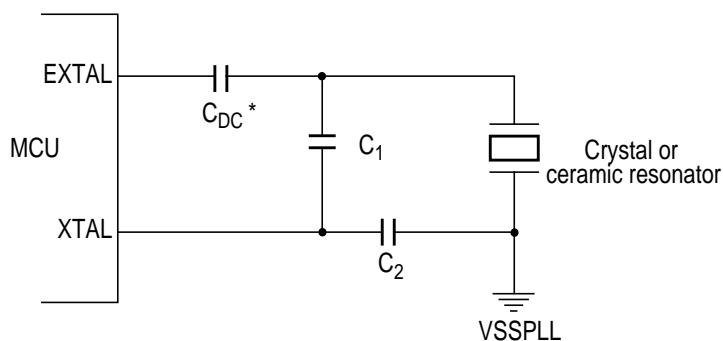 EXTAL
CDC *
MCU
C1
Crystal or
ceramic resonator
XTAL
C2
VSSPLL